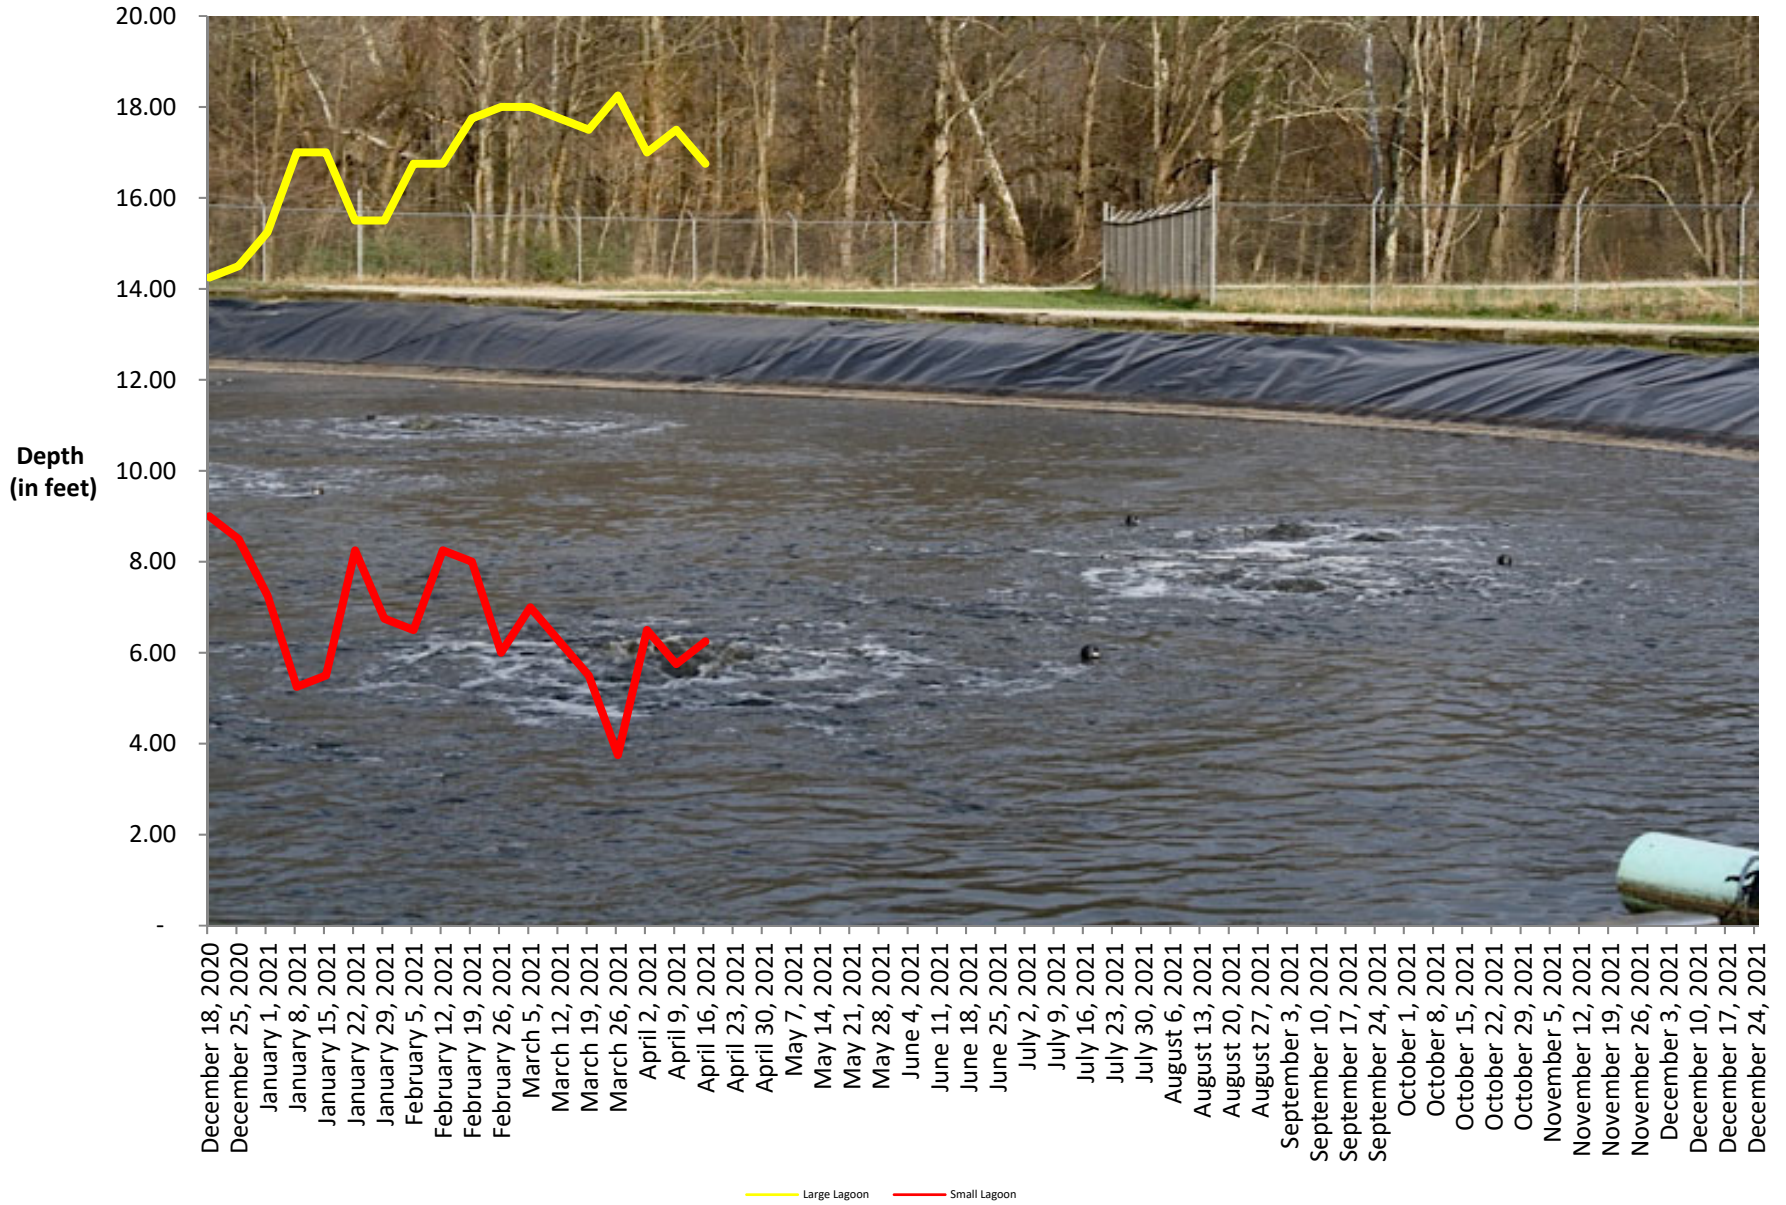 20.00
18.00
16.00
14.00
12.00
10.00
8.00
6.00
4.00
2.00
-
Depth
(in feet)
December 18, 2020
December 25, 2020
January 1, 2021
January 8, 2021
January 15, 2021
January 22, 2021
January 29, 2021
February 5, 2021
February 12, 2021
February 19, 2021
February 26, 2021
March 5, 2021
March 12, 2021
March 19, 2021
March 26, 2021
April 2, 2021
April 9, 2021
April 16, 2021
April 23, 2021
April 30, 2021
May 7, 2021
May 14, 2021
May 21, 2021
May 28, 2021
June 4, 2021
June 11, 2021
June 18, 2021
June 25, 2021
July 2, 2021
July 9, 2021
July 16, 2021
July 23, 2021
July 30, 2021
August 6, 2021
August 13, 2021
August 20, 2021
August 27, 2021
September 3, 2021
September 10, 2021
September 17, 2021
September 24, 2021
October 1, 2021
October 8, 2021
October 15, 2021
October 22, 2021
October 29, 2021
November 5, 2021
November 12, 2021
November 19, 2021
November 26, 2021
December 3, 2021
December 10, 2021
December 17, 2021
December 24, 2021
Large Lagoon
Small Lagoon